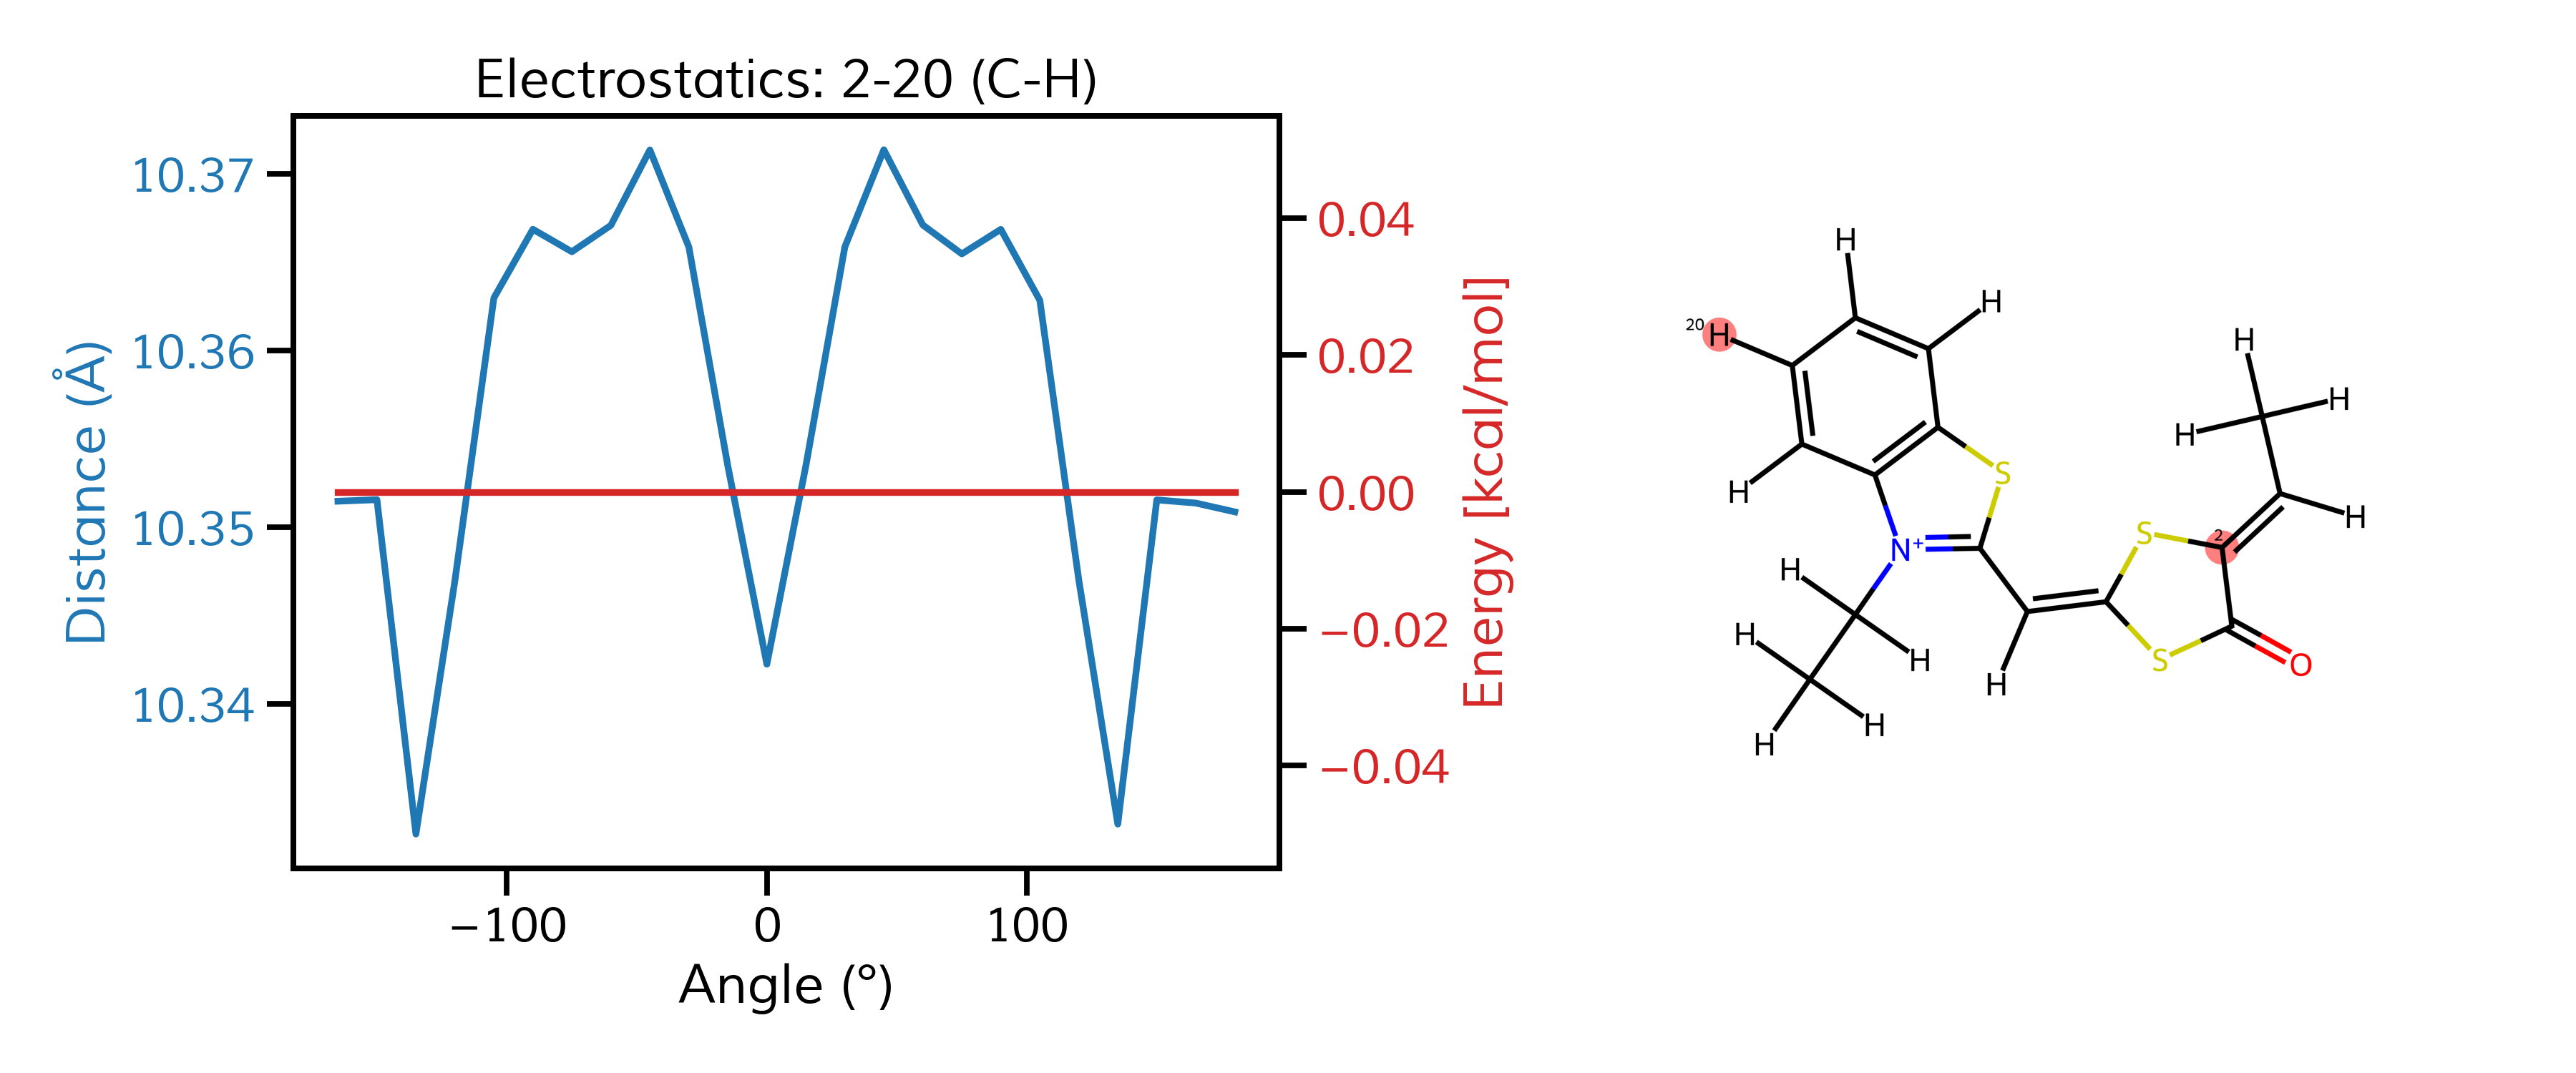 Electrostatics: 2-20 (C-H)
Distance (Å)
10.37
10.36
10.35
10.34
−100
0
100
Angle (°)
0.04
0.02
0.00
−0.02
−0.04
Energy [kcal/mol]
H
H
20 H
H
H
H
H
S
H
S
2
H
N+
H
H
H
S
O
H
H
H